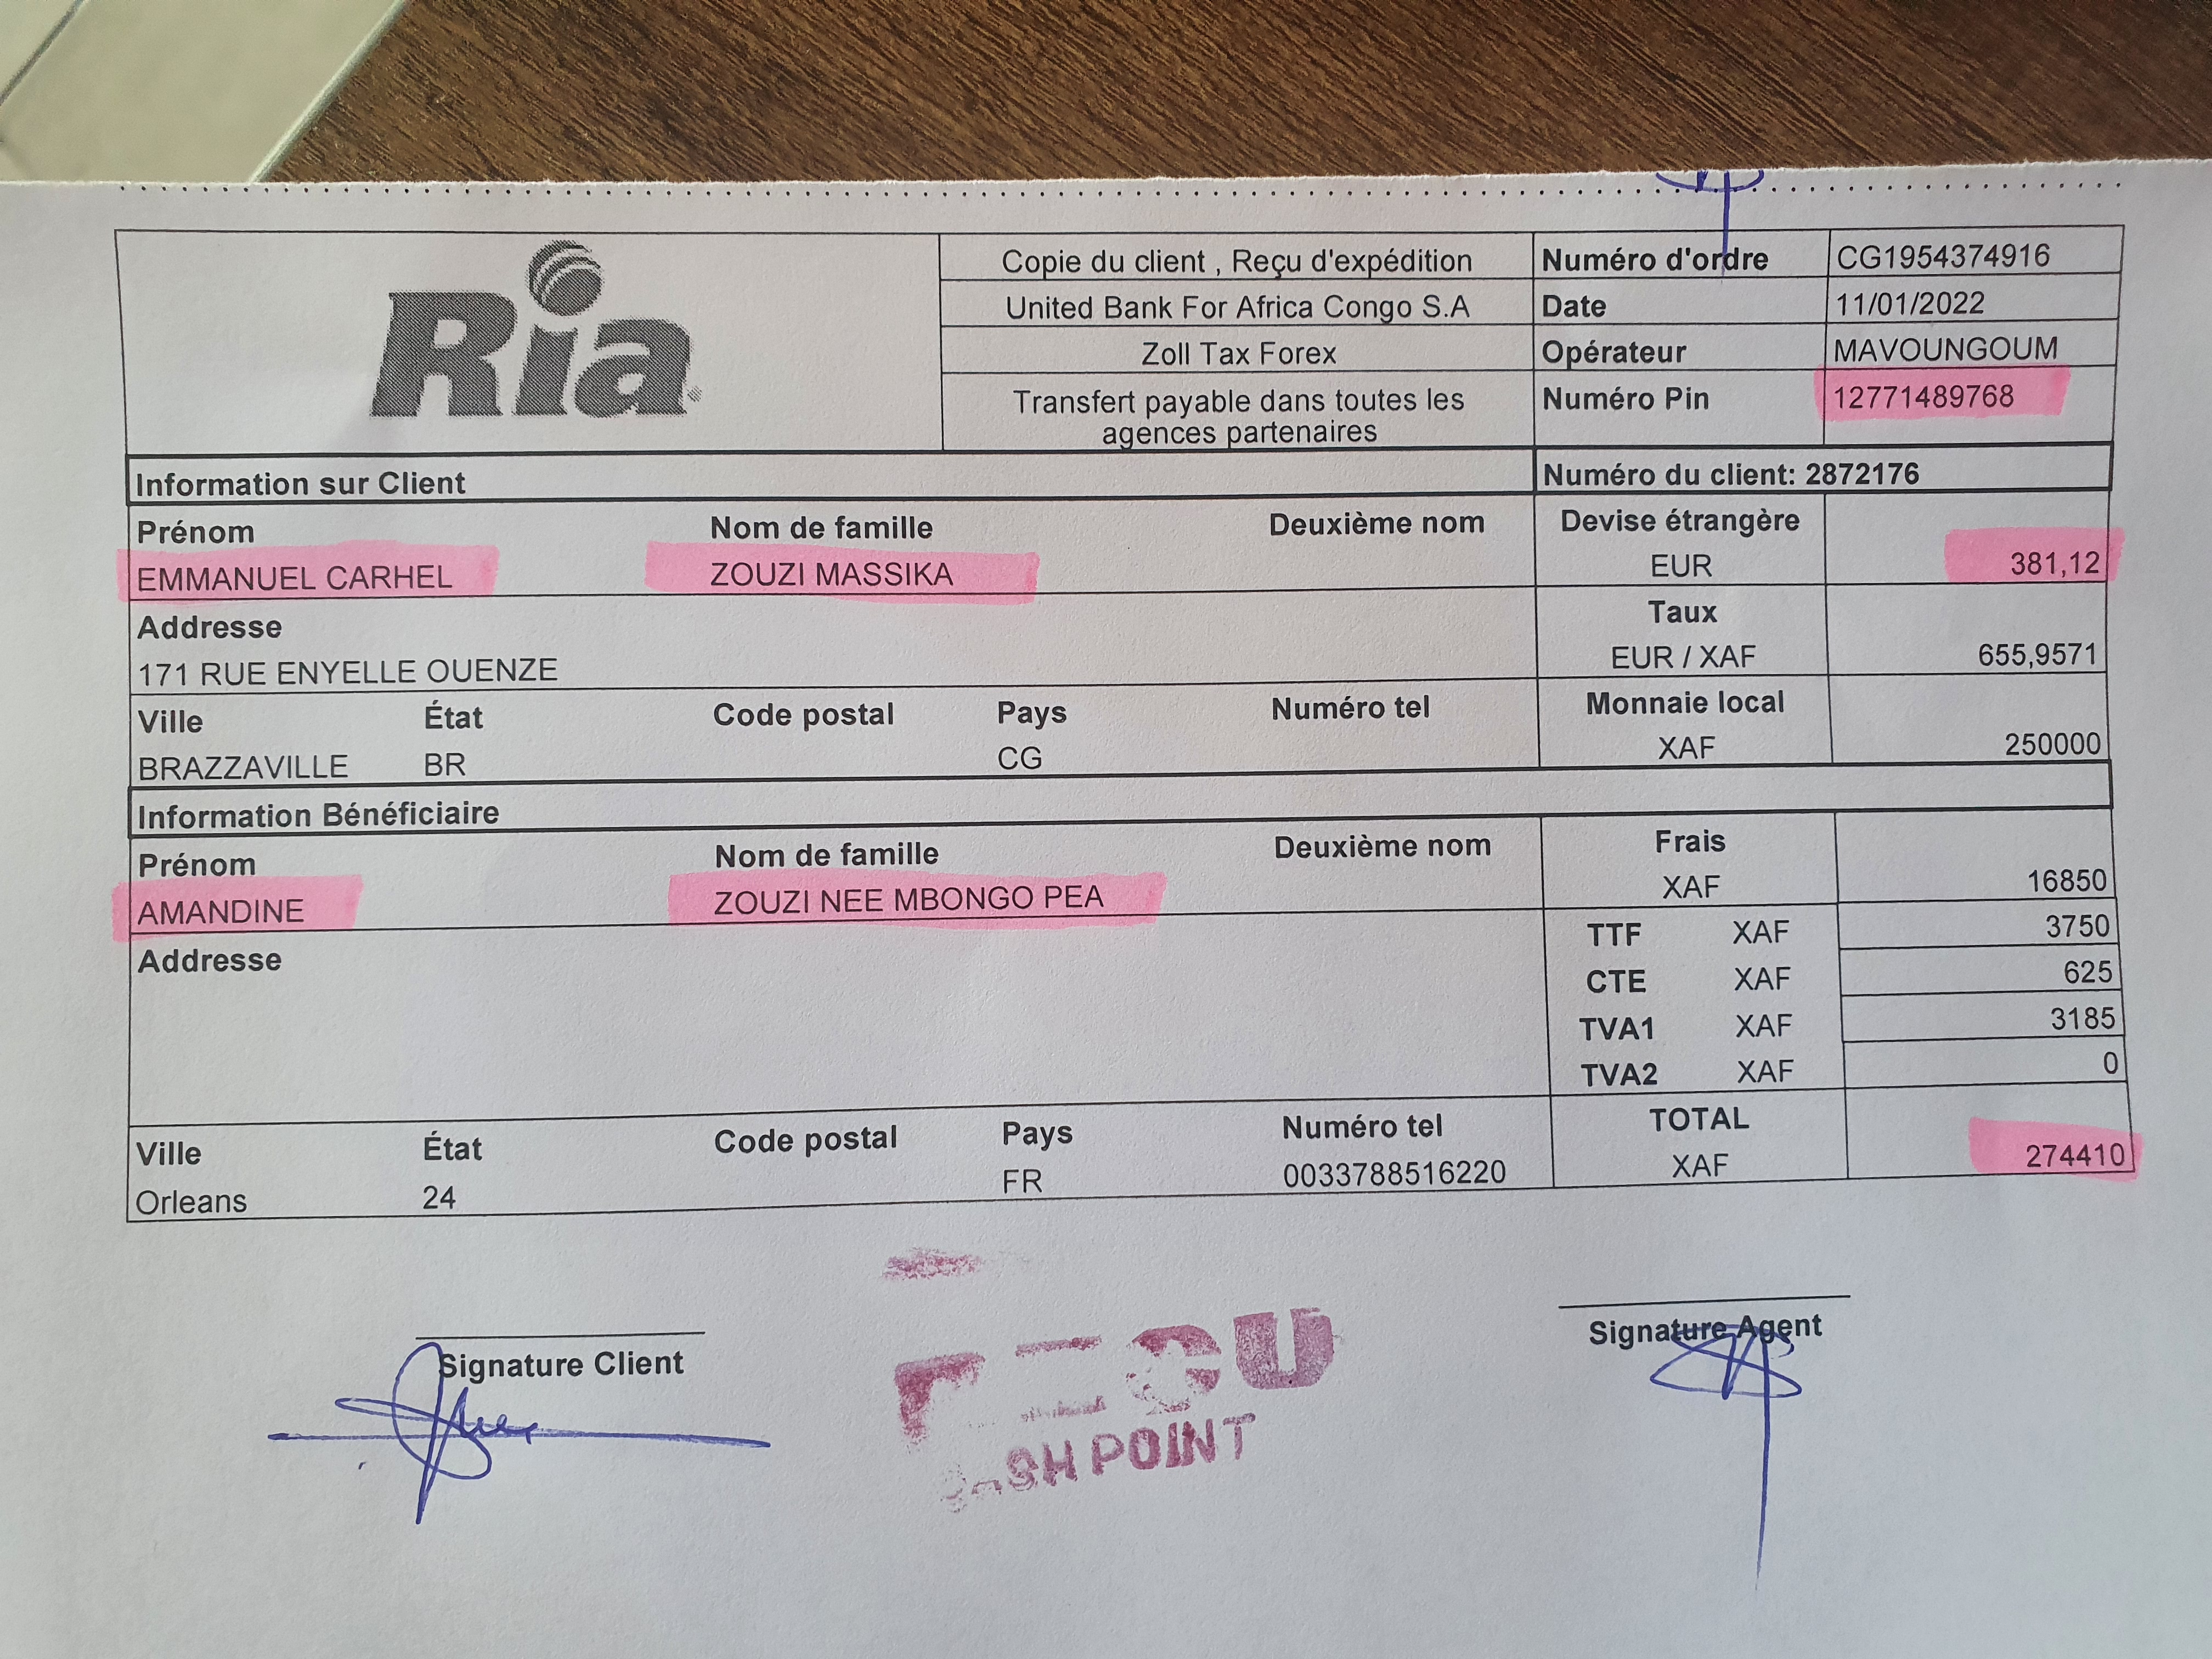 Ria
Copie du client , Reçu d'expédition
United Bank For Africa Congo S.A
Zoll Tax Forex
Transfert payable dans toutes les
agences partenaires
Numéro d'ordre CG1954374916
Date 11/01/2022
Opérateur MAVOUNGOUM
Numéro Pin 12771489768
Information sur Client
Numéro du client: 2872176
Prénom Nom de famille Deuxième nom
EMMANUEL CARHEL ZOUZI MASSIKA
Devise étrangère
EUR 381,12
Addresse
171 RUE ENYELLE OUENZE
Taux
EUR / XAF 655,9571
Ville État Code postal Pays Numéro tel
BRAZZAVILLE BR CG
Monnaie local
XAF 250000
Information Bénéficiaire
Prénom Nom de famille Deuxième nom
AMANDINE ZOUZI NEE MBONGO PEA
Frais
XAF 16850
Addresse
TTF XAF 3750
CTE XAF 625
TVA1 XAF 3185
TVA2 XAF 0
Ville État Code postal Pays Numéro tel
Orleans 24 FR 0033788516220
TOTAL
XAF 274410
Signature Client
Signature Agent
POINT